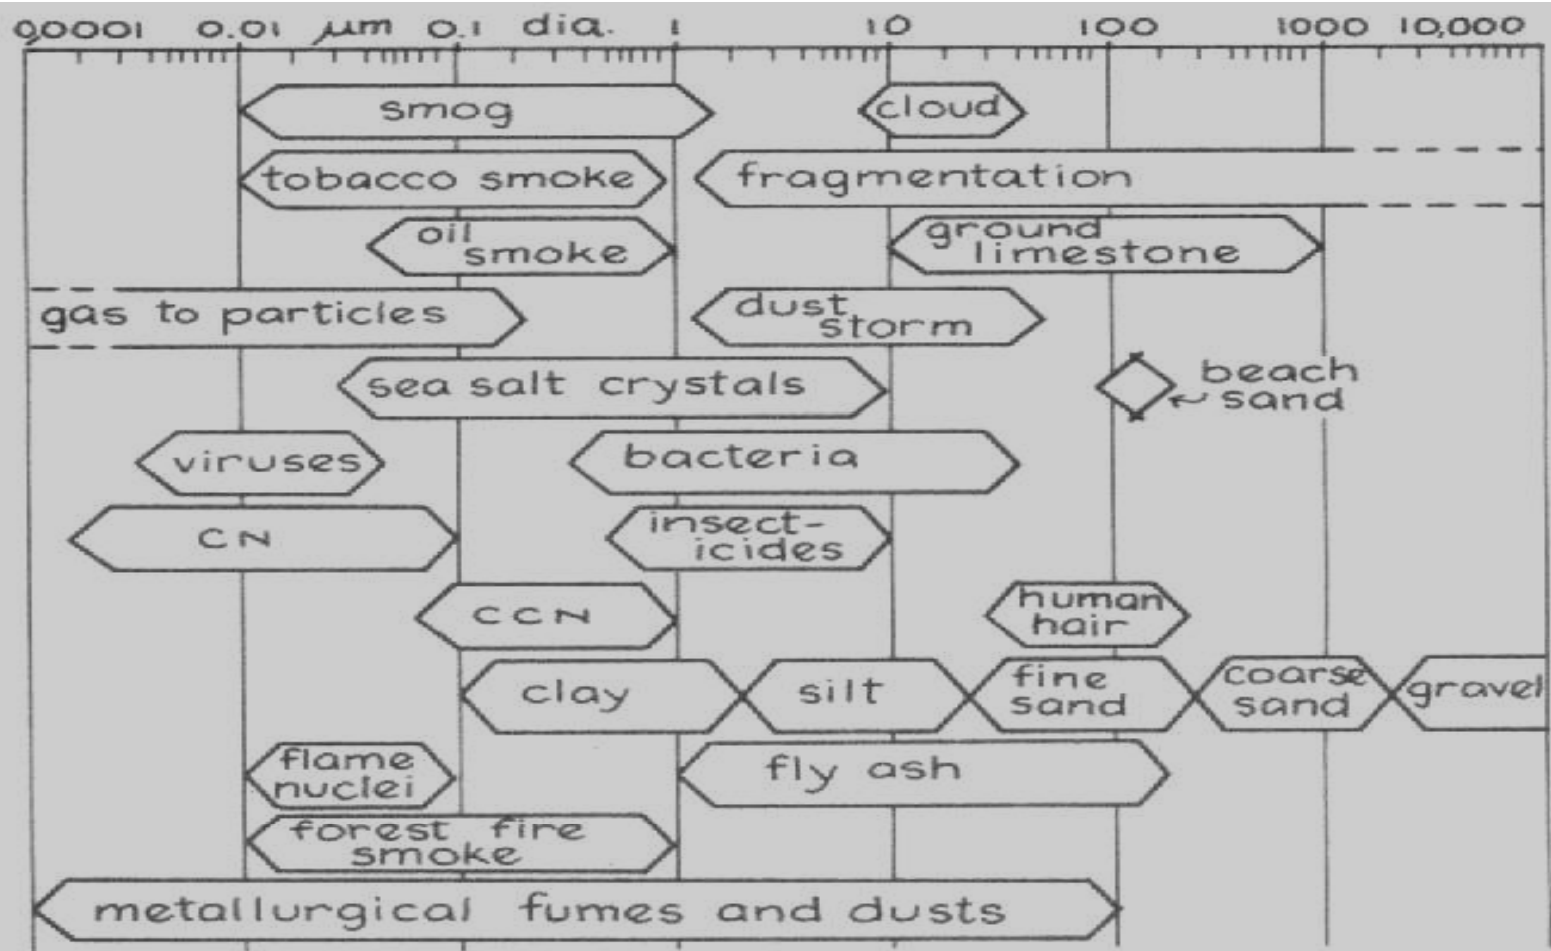 0.0001 0.01 µm 0.1 dia. 1 10 100 1000 10,000
smog cloud
tobacco smoke fragmentation
oil
smoke
ground
limestone
gas to particles
dust
storm
sea salt crystals
beach
sand
viruses bacteria
CN
insect-
icides
CCN
human
hair
clay silt
fine
sand
coarse
sand
gravel
flame
nuclei
fly ash
forest fire
smoke
metallurgical fumes and dusts